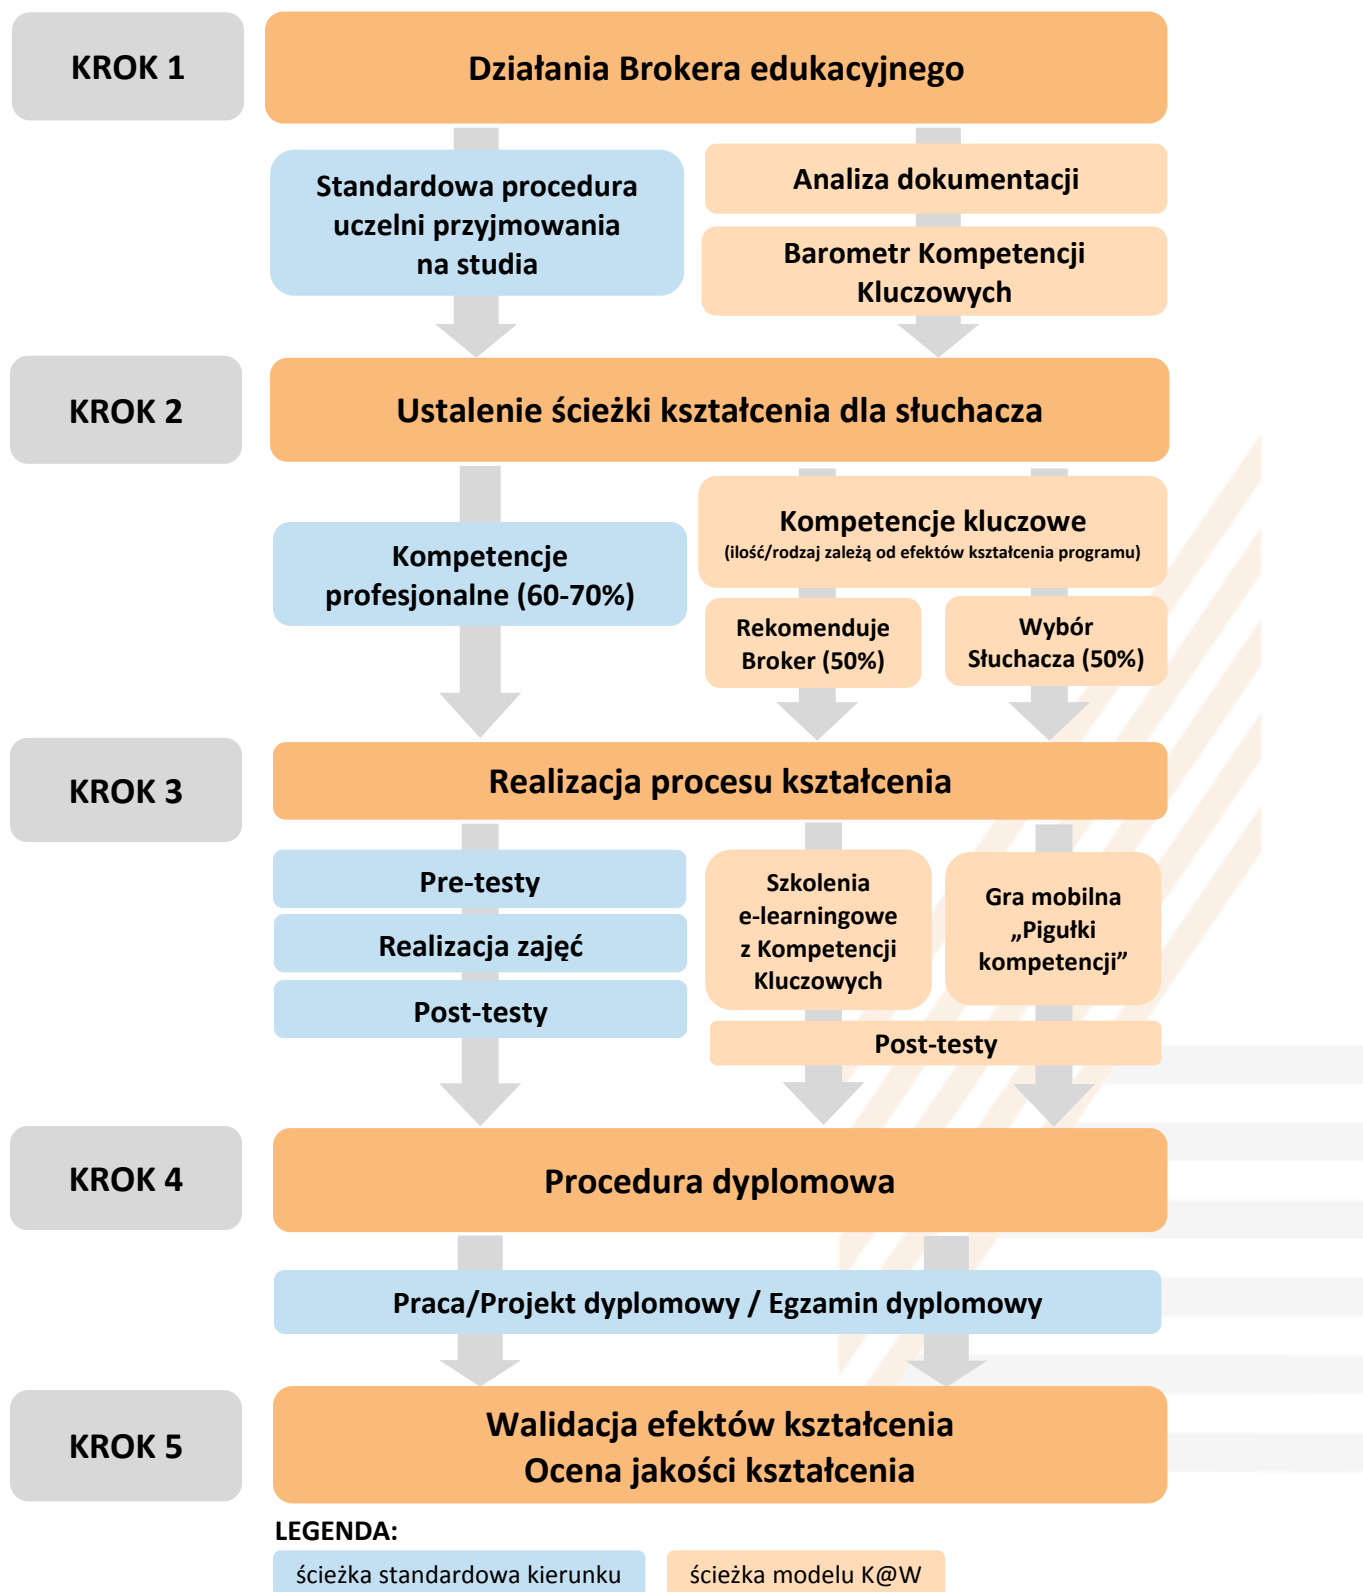 KROK 1
Działania Brokera edukacyjnego
Standardowa procedura
uczelni przyjmowania
na studia
Analiza dokumentacji
Barometr Kompetencji
Kluczowych
KROK 2
Ustalenie ścieżki kształcenia dla słuchacza
Kompetencje
profesjonalne (60-70%)
Kompetencje kluczowe
(ilość/rodzaj zależą od efektów kształcenia programu)
Rekomenduje
Broker (50%)
Wybór
Słuchacza (50%)
KROK 3
Realizacja procesu kształcenia
Pre-testy
Realizacja zajęć
Post-testy
Szkolenia
e-learningowe
z Kompetencji
Kluczowych
Gra mobilna
„Pigułki
kompetencji”
Post-testy
KROK 4
Procedura dyplomowa
Praca/Projekt dyplomowy / Egzamin dyplomowy
KROK 5
Walidacja efektów kształcenia
Ocena jakości kształcenia
LEGENDA:
ścieżka standardowa kierunku
ścieżka modelu K@W